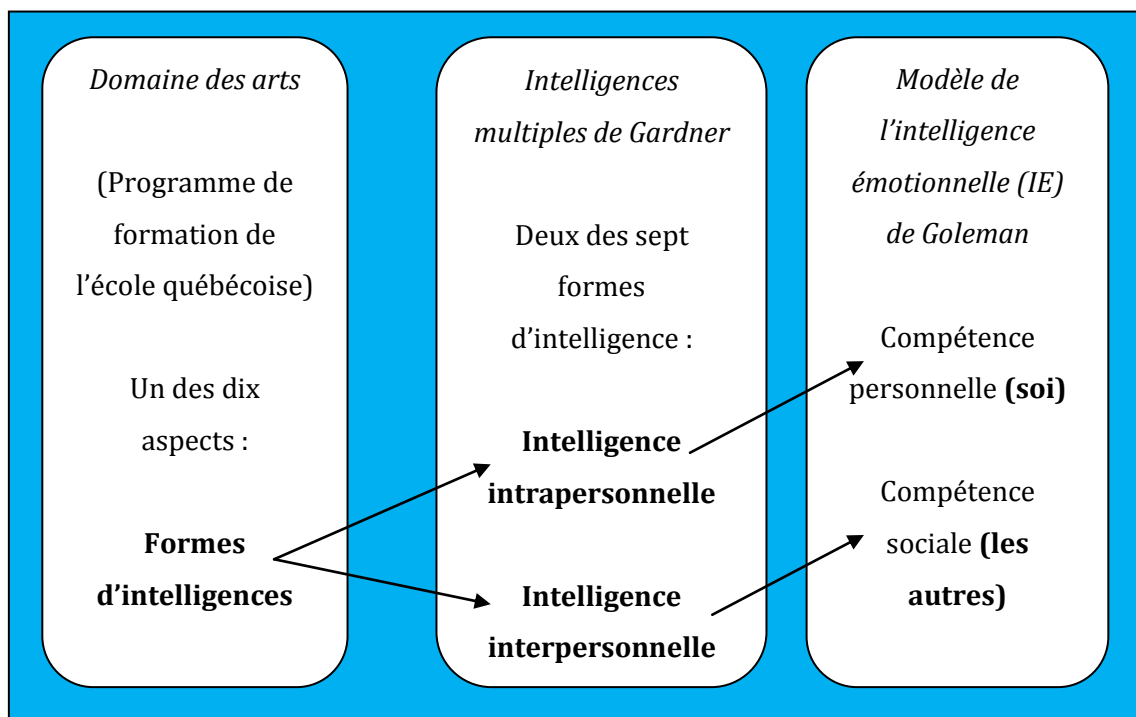 Domaine des arts
(Programme de
formation de
l’école québécoise)
Un des dix
aspects :
Formes
d’intelligences
Intelligences
multiples de Gardner
Deux des sept
formes
d’intelligence :
Intelligence
intrapersonnelle
Intelligence
interpersonnelle
Modèle de
l’intelligence
émotionnelle (IE)
de Goleman
Compétence
personnelle (soi)
Compétence
sociale (les
autres)